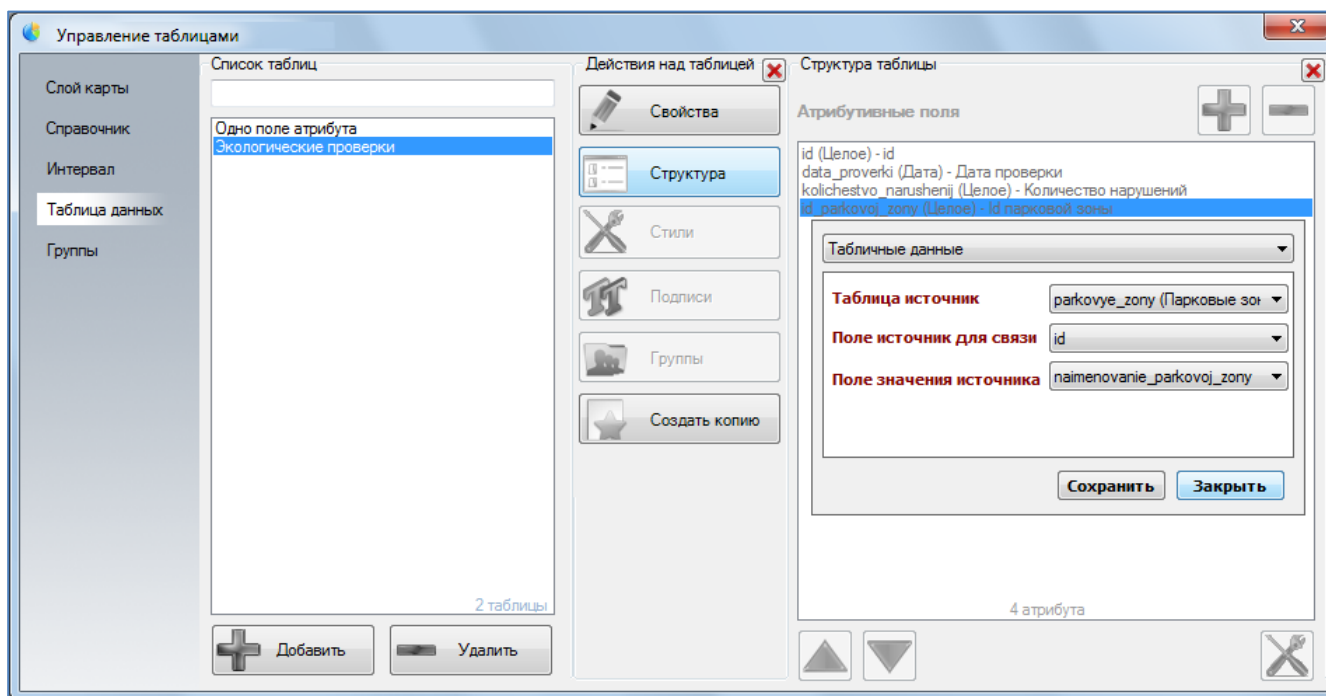 Управление таблицами
Слой карты
Справочник
Интервал
Таблица данных
Группы
Список таблиц
Одно поле атрибута
Экологические проверки
2 таблицы
Добавить
Удалить
Действия над таблицей
Свойства
Структура
Стили
Подписи
Группы
Создать копию
Структура таблицы
Атрибутивные поля
id (Целое) - id
data_proverki (Дата) - Дата проверки
kolichestvo_narushenij (Целое) - Количество нарушений
id_parkovoj_zony (Целое) - Id парковой зоны
Табличные данные
Таблица источник parkovye_zony (Парковые зон
Поле источник для связи id
Поле значения источника naimenovanie_parkovoj_zony
Сохранить Закрыть
4 атрибута